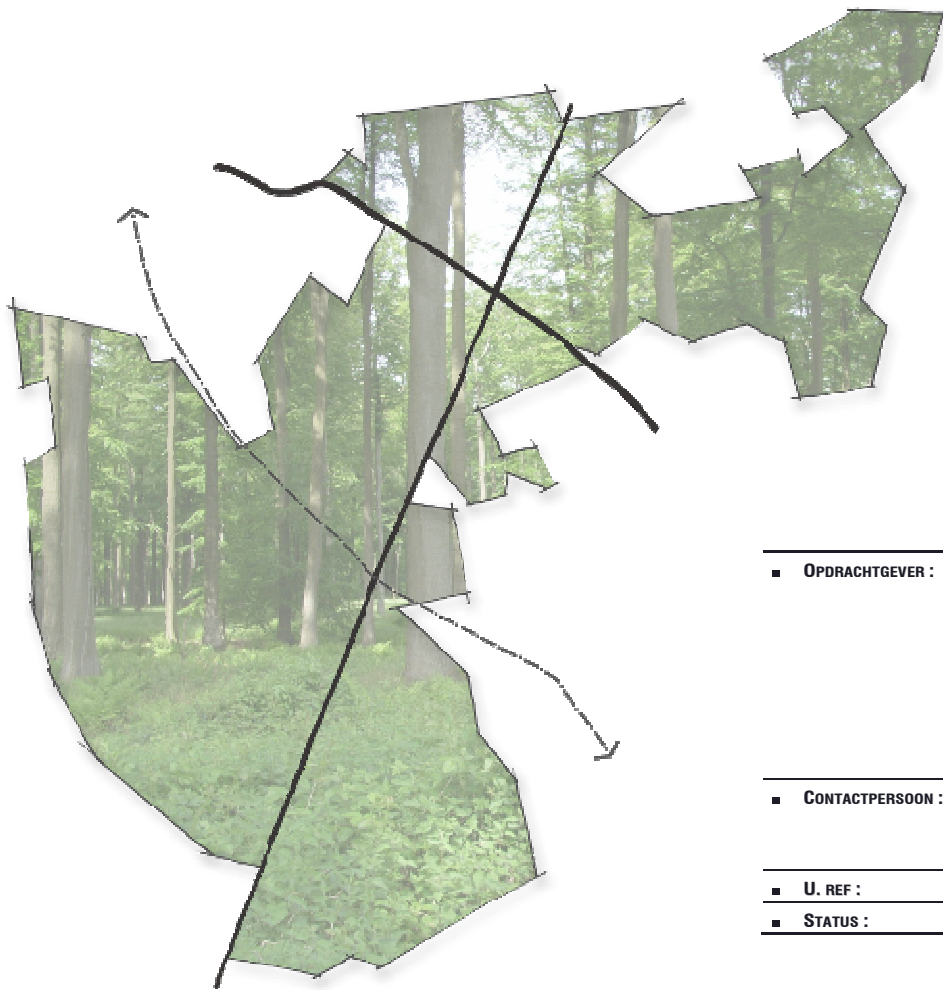 ▪ OPDRACHTGEVER :
▪ CONTACTPERSOON :
▪ U. REF :
▪ STATUS :